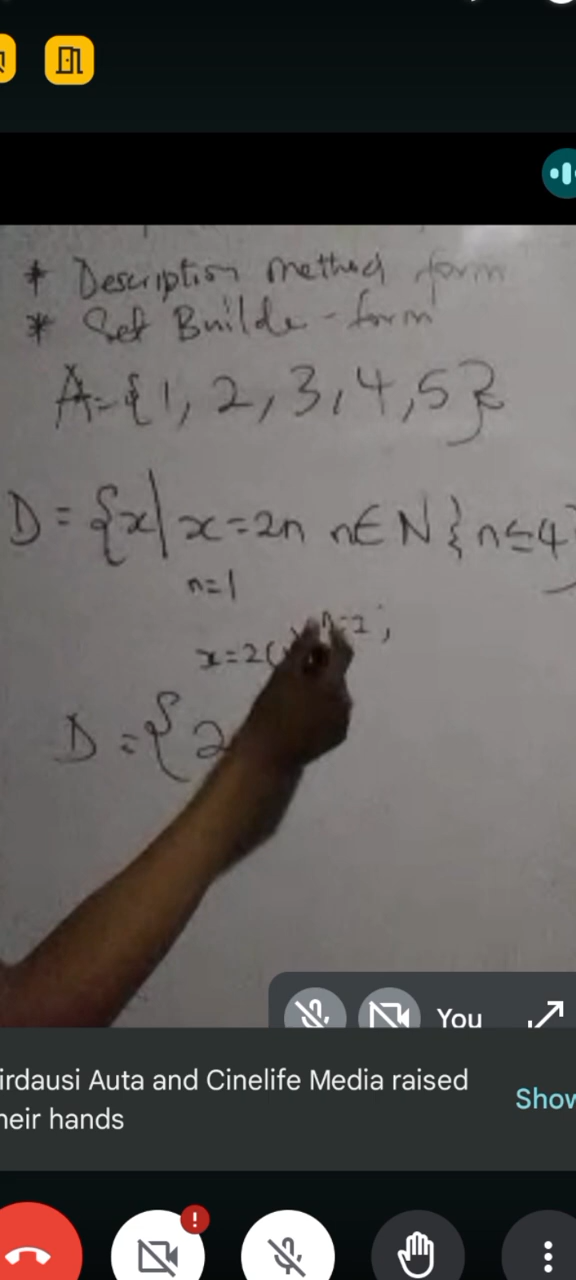 * Description method form
* Set Builde-form
A={1, 2, 3, 4, 5}
D = {x| x=2n n∈N { n≤4}
n=1
x=2( n=2;
D = { 2
You
irdausi Auta and Cinelife Media raised
heir hands
Show